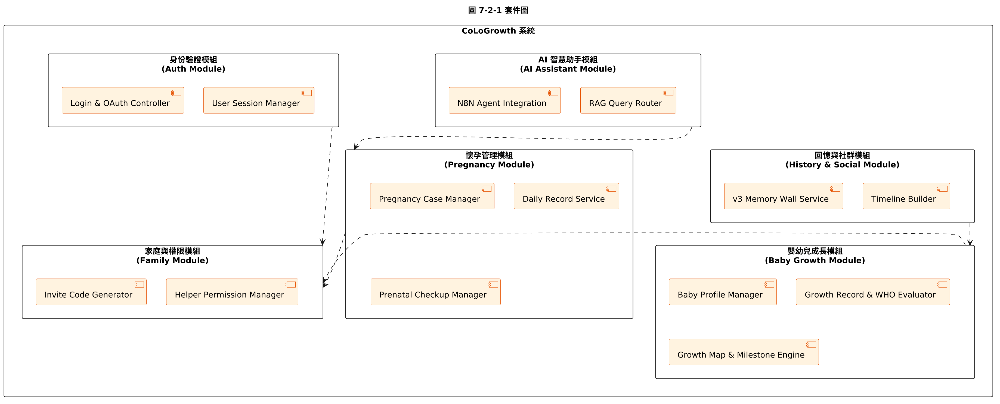 圖 7-2-1 套件圖
CoLoGrowth 系統
身份驗證模組
(Auth Module)
Login & OAuth Controller
User Session Manager
AI 智慧助手模組
(AI Assistant Module)
N8N Agent Integration
RAG Query Router
懷孕管理模組
(Pregnancy Module)
Pregnancy Case Manager
Daily Record Service
Prenatal Checkup Manager
回憶與社群模組
(History & Social Module)
v3 Memory Wall Service
Timeline Builder
家庭與權限模組
(Family Module)
Invite Code Generator
Helper Permission Manager
嬰幼兒成長模組
(Baby Growth Module)
Baby Profile Manager
Growth Record & WHO Evaluator
Growth Map & Milestone Engine